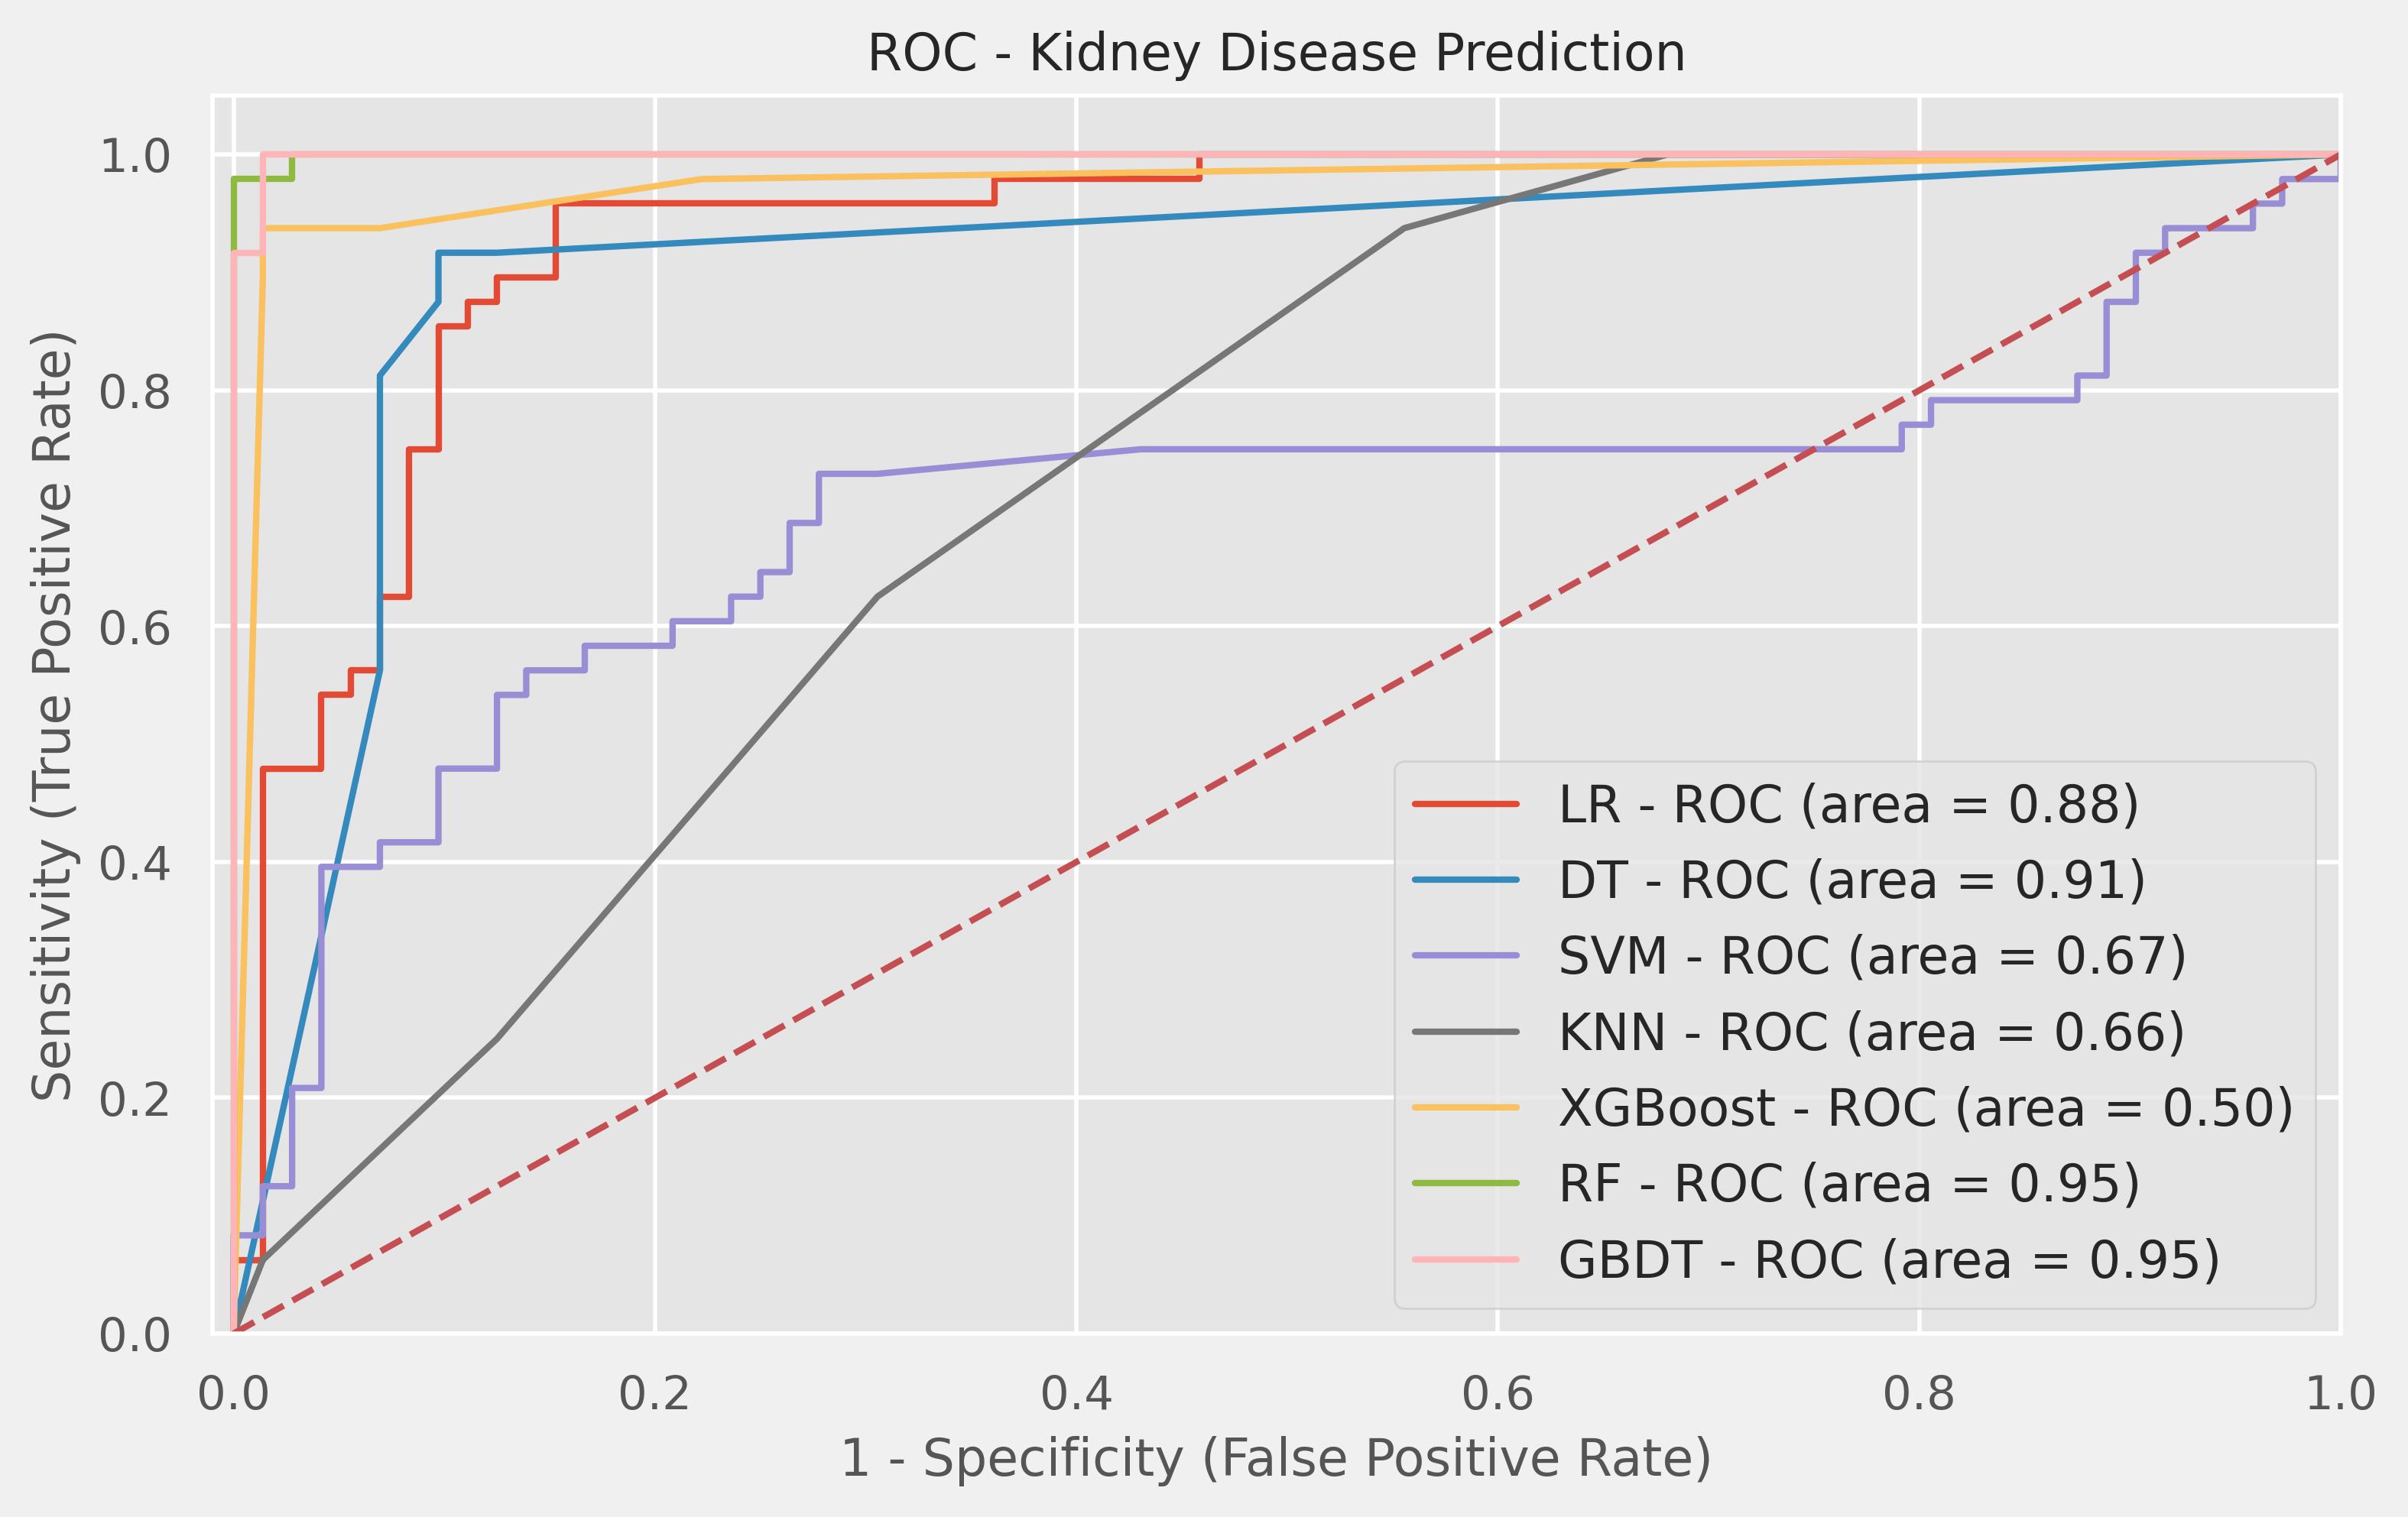 ROC - Kidney Disease Prediction
Sensitivity (True Positive Rate)
1.0
0.8
0.6
0.4
0.2
0.0
LR - ROC (area = 0.88)
DT - ROC (area = 0.91)
SVM - ROC (area = 0.67)
KNN - ROC (area = 0.66)
XGBoost - ROC (area = 0.50)
RF - ROC (area = 0.95)
GBDT - ROC (area = 0.95)
0.0 0.2 0.4 0.6 0.8 1.0
1 - Specificity (False Positive Rate)